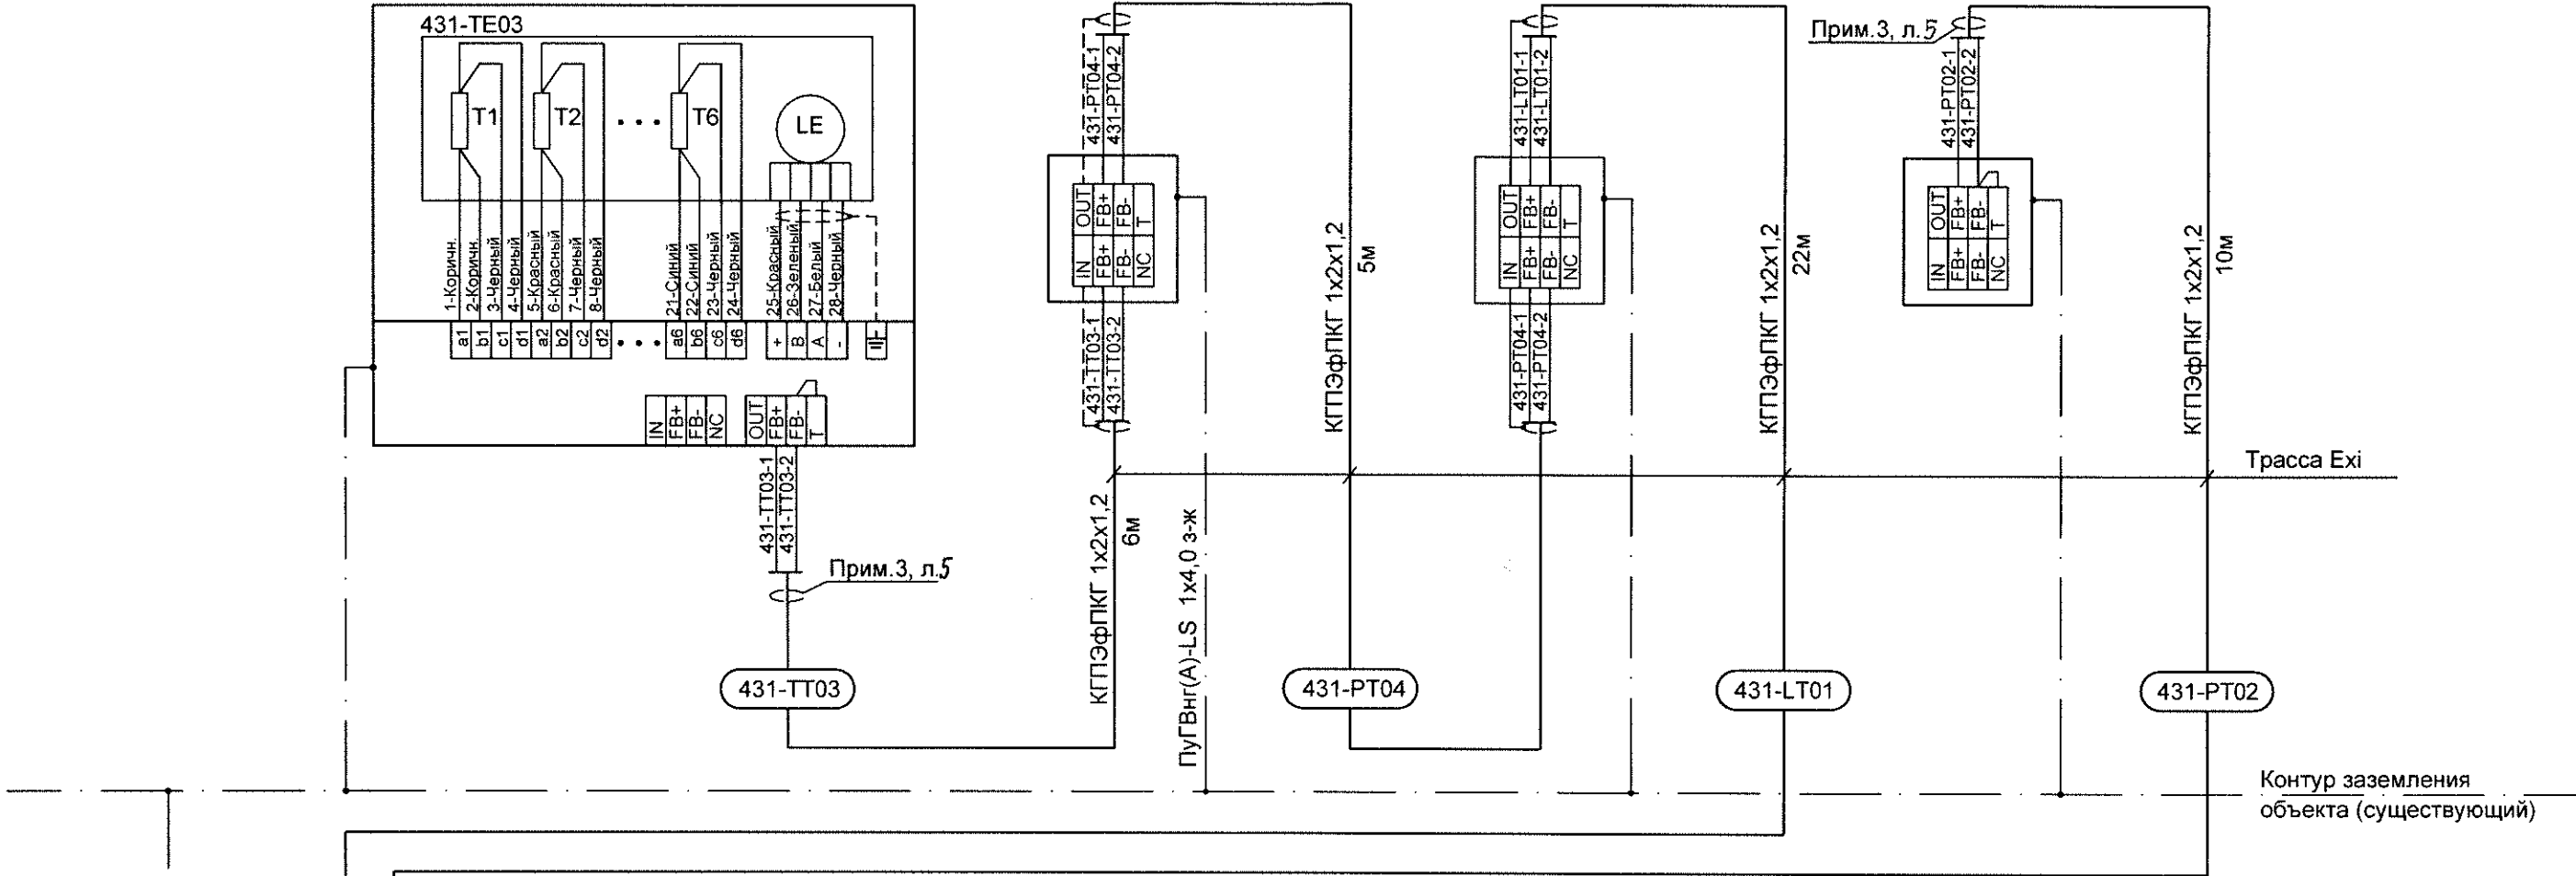 431-TE03
T1
T2
T6
LE
1-Коричн.
2-Коричн.
3-Черный
4-Черный
5-Красный
6-Красный
7-Черный
8-Черный
21-Синий
22-Синий
23-Черный
24-Черный
25-Красный
26-Зеленый
27-Белый
28-Черный
a1
b1
c1
d1
a2
b2
c2
d2
a6
b6
c6
d6
+
B
A
-
IN
FB+
FB-
NC
OUT
FB+
FB-
T
431-TT03-1
431-TT03-2
Прим.3, л.5
431-TT03
431-PT04-1
431-PT04-2
OUT
FB+
FB-
T
IN
FB+
FB-
NC
431-TT03-1
431-TT03-2
КГПЭфПКГ 1x2x1,2
6м
ПуГВнг(А)-LS 1x4,0 з-ж
КГПЭфПКГ 1x2x1,2
5м
431-PT04
431-LT01-1
431-LT01-2
OUT
FB+
FB-
T
IN
FB+
FB-
NC
431-PT04-1
431-PT04-2
КГПЭфПКГ 1x2x1,2
22м
431-LT01
Прим.3, л.5
431-PT02-1
431-PT02-2
OUT
FB+
FB-
T
IN
FB+
FB-
NC
КГПЭфПКГ 1x2x1,2
10м
Трасса Exi
431-PT02
Контур заземления
объекта (существующий)